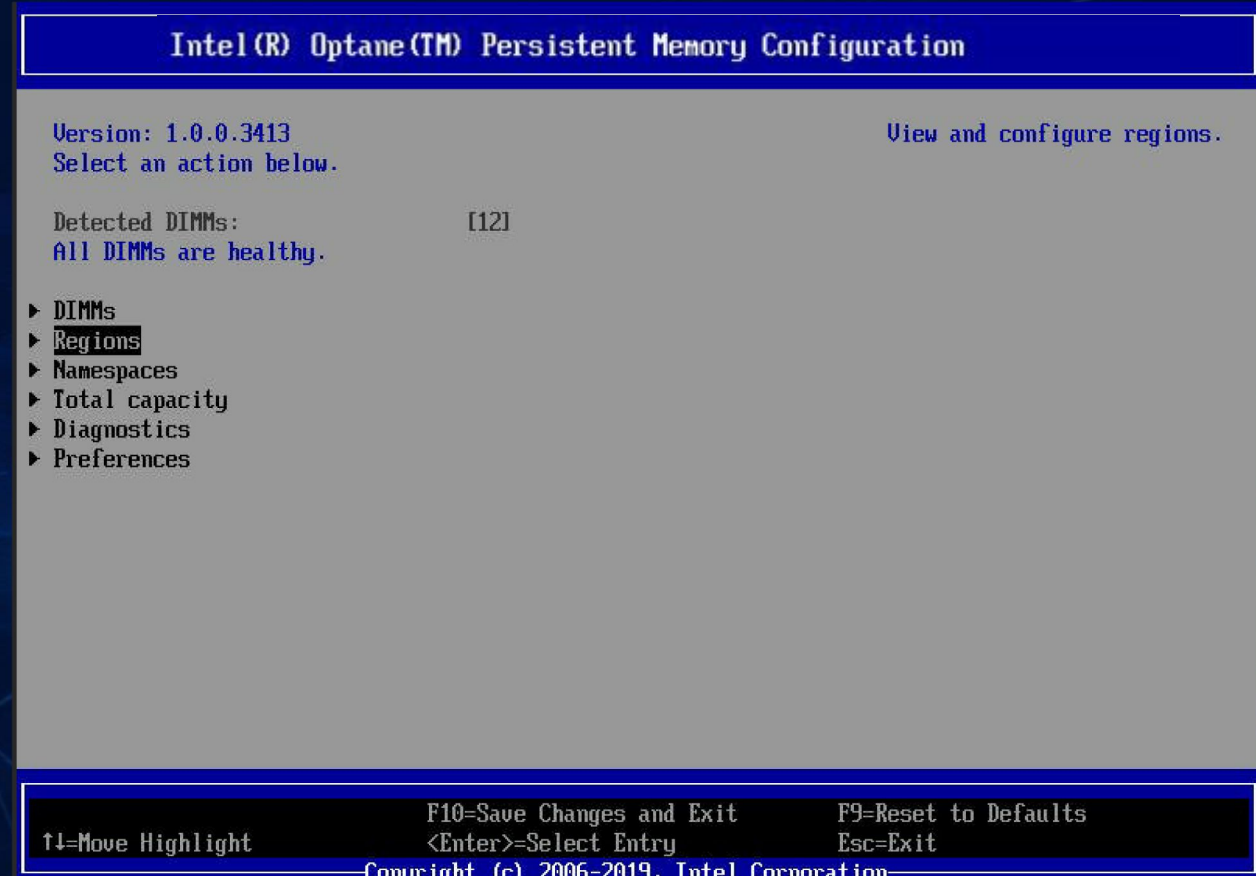 Intel(R) Optane(TM) Persistent Memory Configuration
Version: 1.0.0.3413
View and configure regions.
Select an action below.
Detected DIMMs: [12]
All DIMMs are healthy.
DIMMs
Regions
Namespaces
Total capacity
Diagnostics
Preferences
F10=Save Changes and Exit F9=Reset to Defaults
↑↓=Move Highlight <Enter>=Select Entry Esc=Exit
Copyright (c) 2006-2019, Intel Corporation